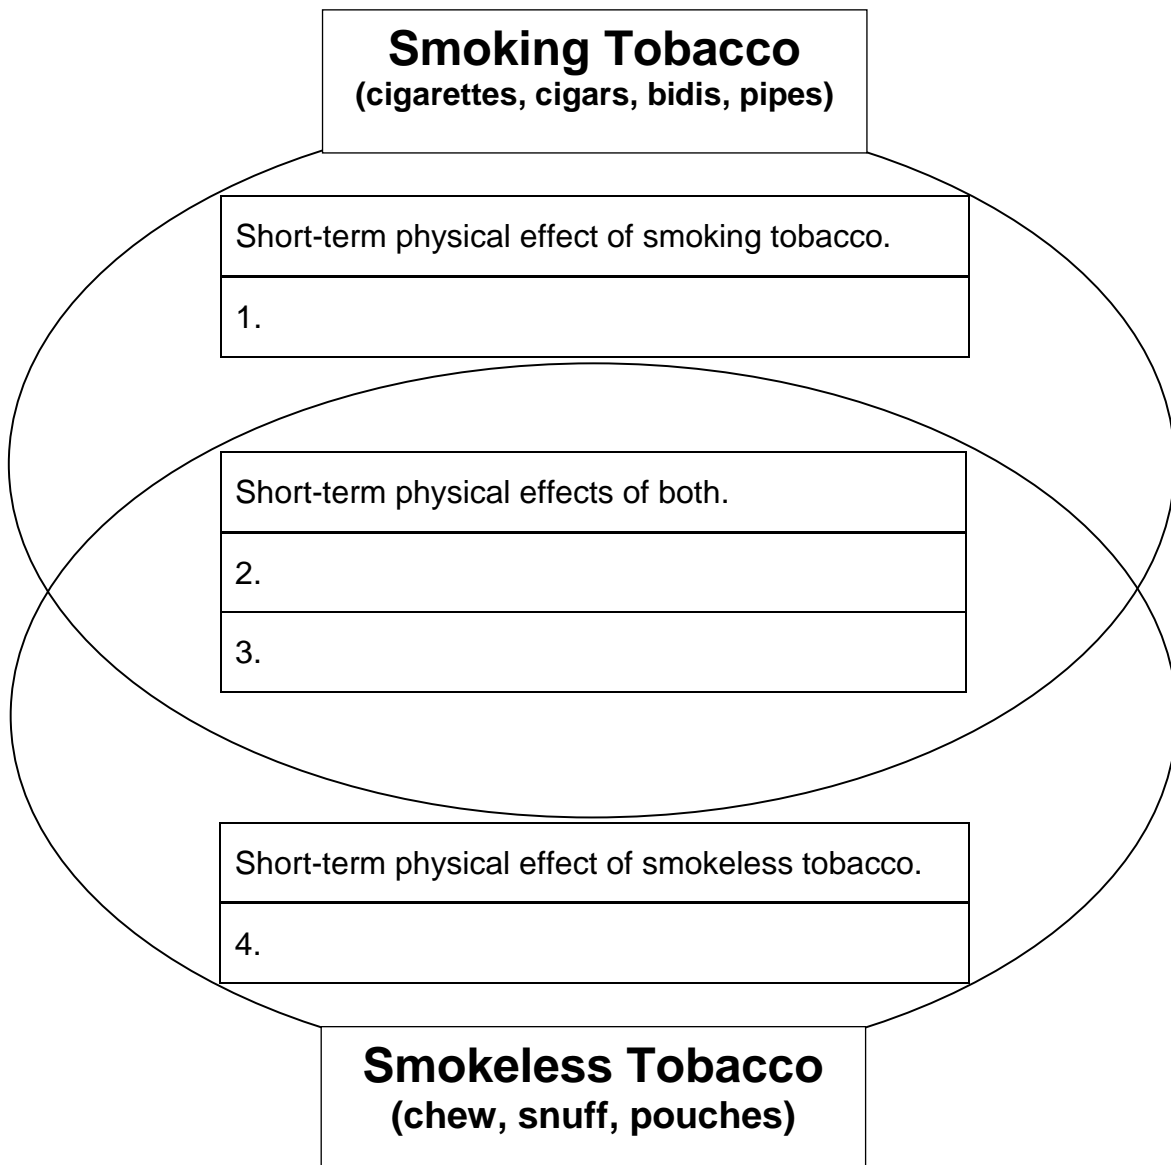 Smoking Tobacco
(cigarettes, cigars, bidis, pipes)
Short-term physical effect of smoking tobacco.
1.
Short-term physical effects of both.
2.
3.
Short-term physical effect of smokeless tobacco.
4.
Smokeless Tobacco
(chew, snuff, pouches)